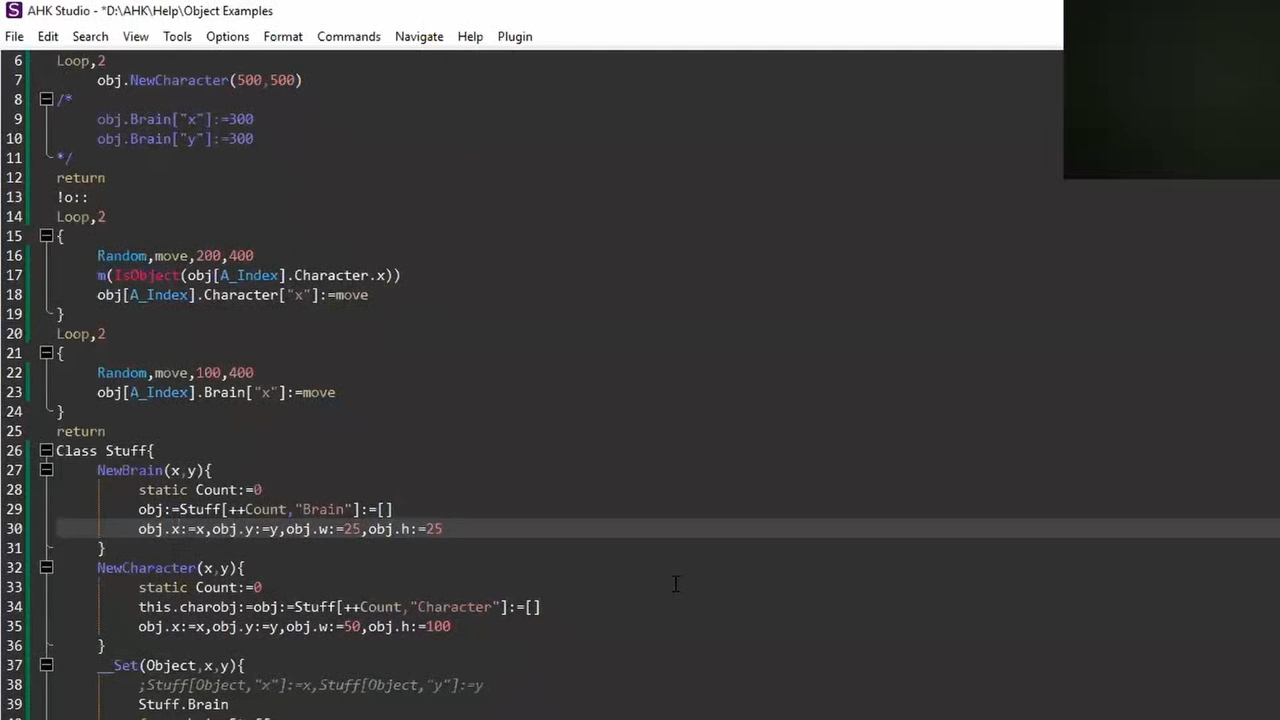 AHK Studio - *D:\AHK\Help\Object Examples
File Edit Search View Tools Options Format Commands Navigate Help Plugin
6 Loop,2
7 obj.NewCharacter(500,500)
8 /*
9 obj.Brain["x"]:=300
10 obj.Brain["y"]:=300
11 */
12 return
13 !o::
14 Loop,2
15 {
16 Random,move,200,400
17 m(IsObject(obj[A_Index].Character.x))
18 obj[A_Index].Character["x"]:=move
19 }
20 Loop,2
21 {
22 Random,move,100,400
23 obj[A_Index].Brain["x"]:=move
24 }
25 return
26 Class Stuff{
27 NewBrain(x,y){
28 static Count:=0
29 obj:=Stuff[++Count,"Brain"]:=[]
30 obj.x:=x,obj.y:=y,obj.w:=25,obj.h:=25
31 }
32 NewCharacter(x,y){
33 static Count:=0
34 this.charobj:=obj:=Stuff[++Count,"Character"]:=[]
35 obj.x:=x,obj.y:=y,obj.w:=50,obj.h:=100
36 }
37 __Set(Object,x,y){
38 ;Stuff[Object,"x"]:=x,Stuff[Object,"y"]:=y
39 Stuff.Brain